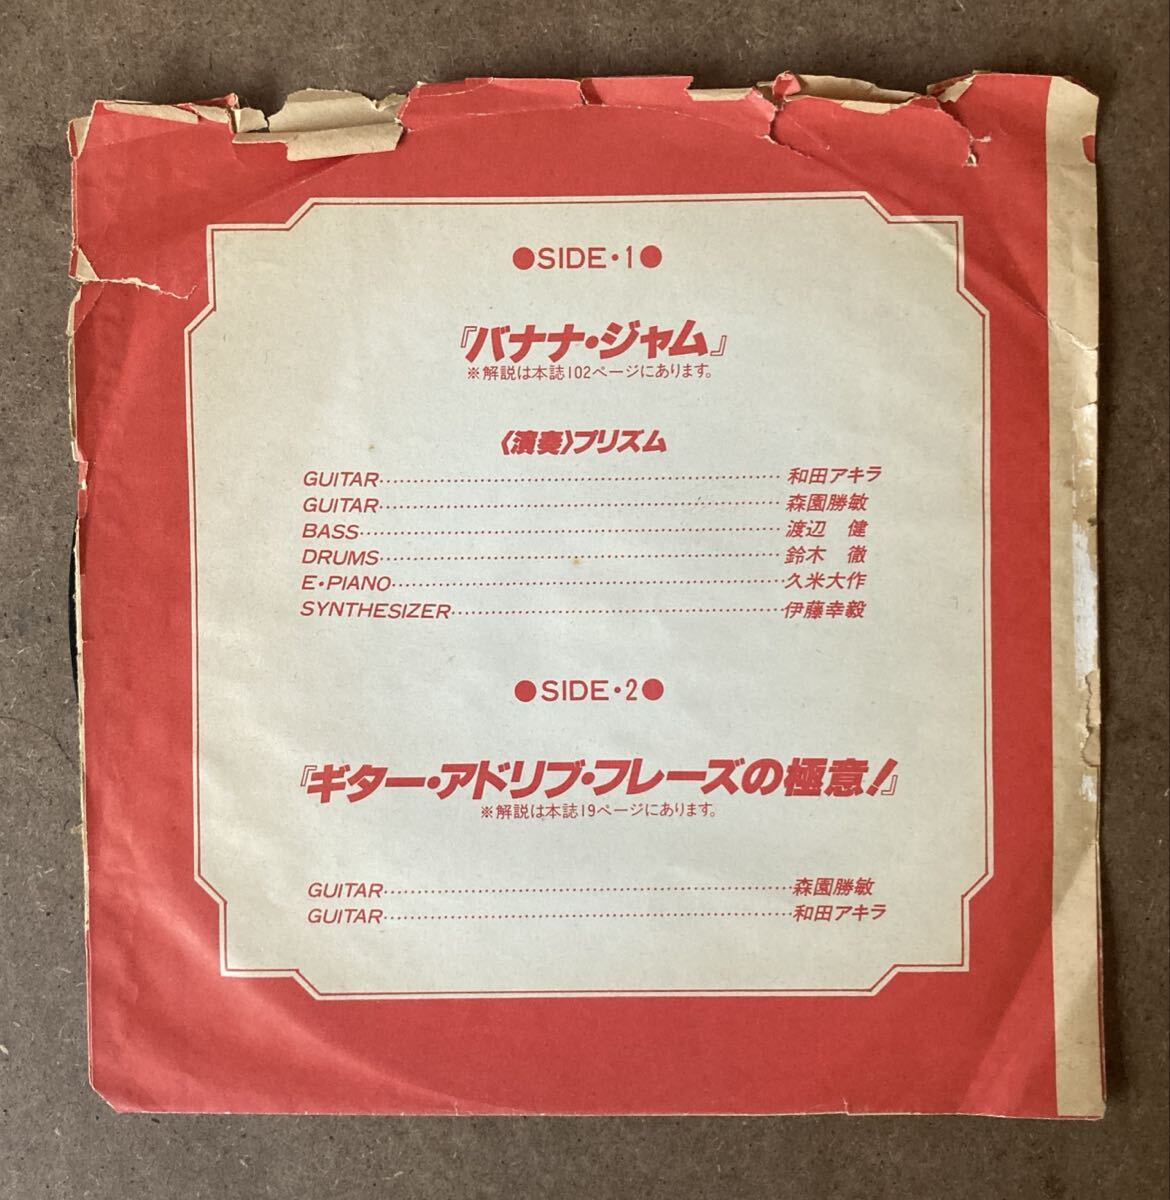 ●SIDE・1●
『バナナ・ジャム』
※解説は本誌102ページにあります。
〈演奏〉プリズム
GUITAR…………………………………………………和田アキラ
GUITAR…………………………………………………森園勝敏
BASS……………………………………………………渡辺　健
DRUMS…………………………………………………鈴木　徹
E・PIANO………………………………………………久米大作
SYNTHESIZER…………………………………………伊藤幸毅
●SIDE・2●
『ギター・アドリブ・フレーズの極意!』
※解説は本誌19ページにあります。
GUITAR…………………………………………………森園勝敏
GUITAR…………………………………………………和田アキラ